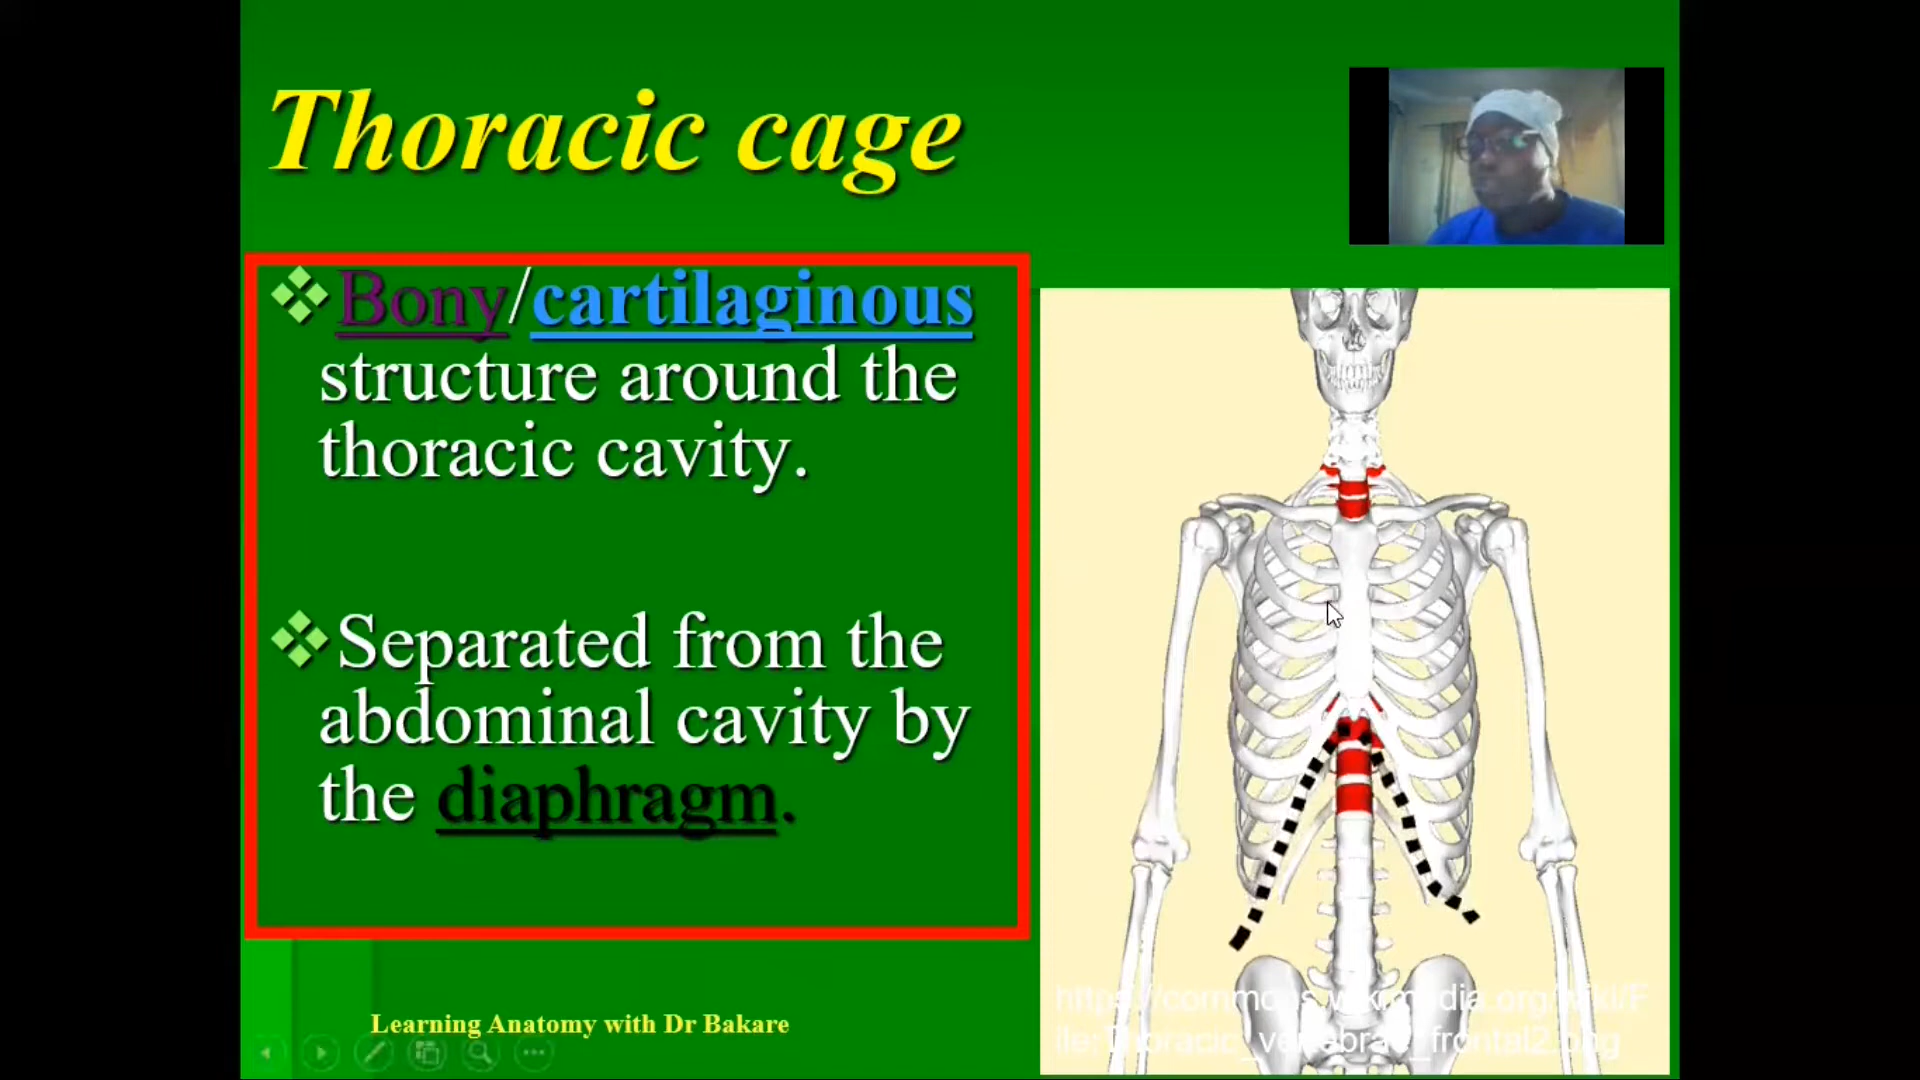 Thoracic cage
Bony/cartilaginous
structure around the
thoracic cavity.
Separated from the
abdominal cavity by
the diaphragm.
https://commons.wikimedia.org/wiki/F
ile:Thoracic_vertebrae_frontal2.png
Learning Anatomy with Dr Bakare